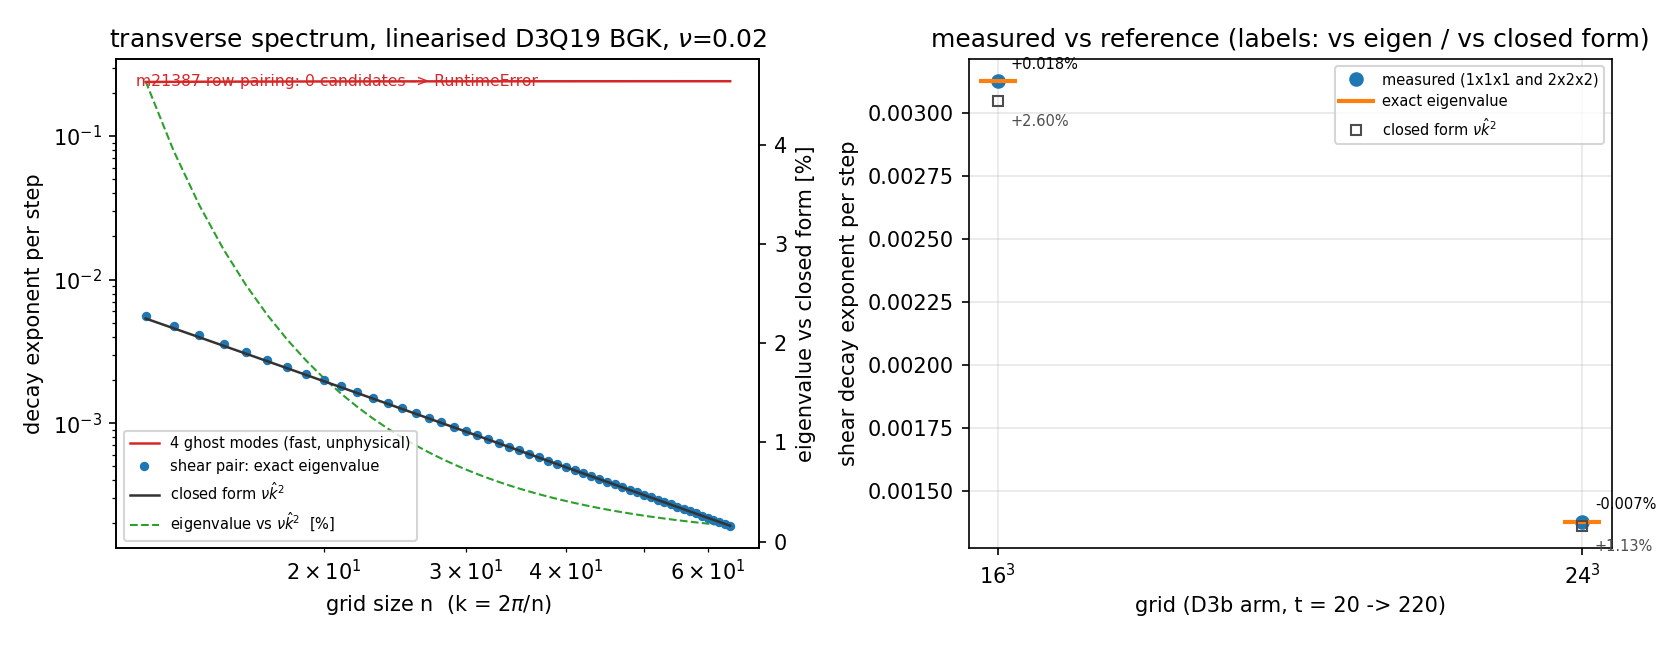 transverse spectrum, linearised D3Q19 BGK, ν=0.02
m21387 row pairing: 0 candidates -> RuntimeError
decay exponent per step
10⁻¹
10⁻²
10⁻³
4 ghost modes (fast, unphysical)
shear pair: exact eigenvalue
closed form νk̂²
eigenvalue vs νk̂² [%]
2 × 10¹
3 × 10¹
4 × 10¹
6 × 10¹
grid size n (k = 2π/n)
4
3
2
1
0
eigenvalue vs closed form [%]
measured vs reference (labels: vs eigen / vs closed form)
+0.018%
+2.60%
measured (1x1x1 and 2x2x2)
exact eigenvalue
closed form νk̂²
shear decay exponent per step
0.00300
0.00275
0.00250
0.00225
0.00200
0.00175
0.00150
-0.007%
+1.13%
16³
24³
grid (D3b arm, t = 20 -> 220)